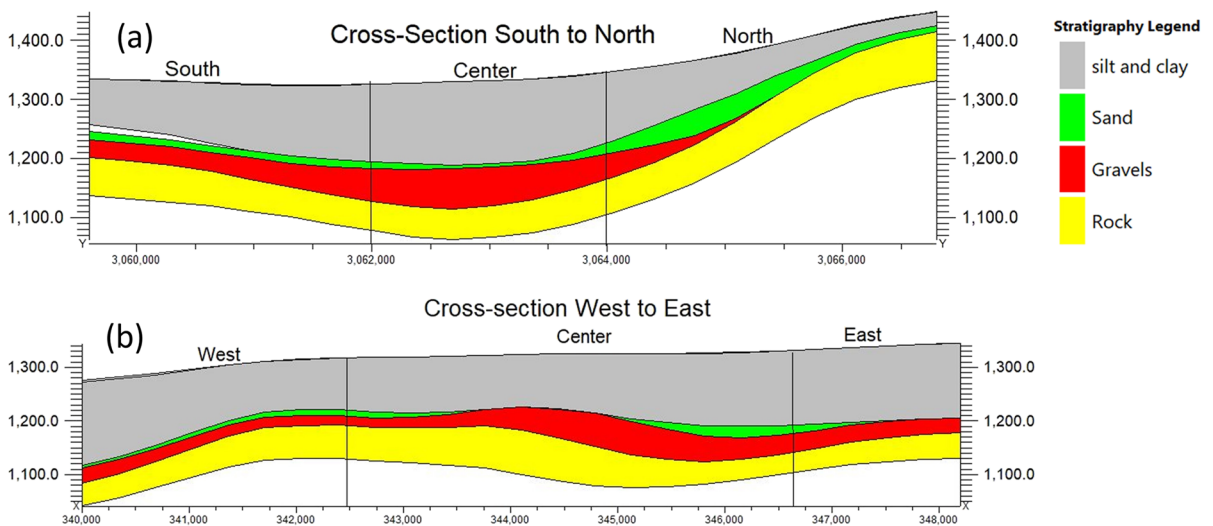 (a)
Cross-Section South to North
South
Center
North
1,400.0
1,300.0
1,200.0
1,100.0
1,400.0
1,300.0
1,200.0
1,100.0
Y
Y
3,060,000
3,062,000
3,064,000
3,066,000
Stratigraphy Legend
silt and clay
Sand
Gravels
Rock
(b)
Cross-section West to East
West
Center
East
1,300.0
1,200.0
1,100.0
1,300.0
1,200.0
1,100.0
X
X
340,000
341,000
342,000
343,000
344,000
345,000
346,000
347,000
348,000